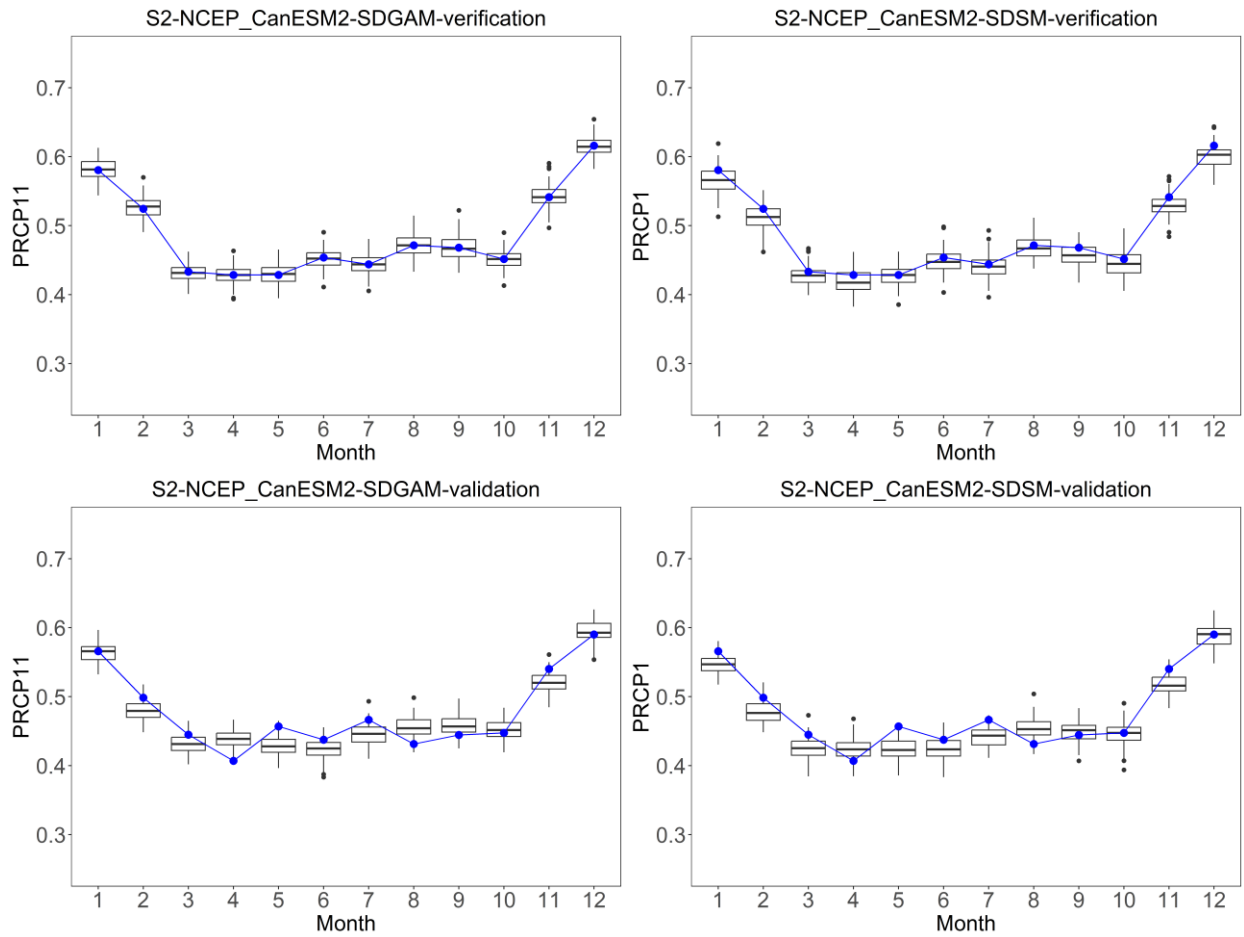 S2-NCEP_CanESM2-SDGAM-verification
PRCP11
0.7
0.6
0.5
0.4
0.3
1 2 3 4 5 6 7 8 9 10 11 12
Month
S2-NCEP_CanESM2-SDSM-verification
PRCP1
0.7
0.6
0.5
0.4
0.3
1 2 3 4 5 6 7 8 9 10 11 12
Month
S2-NCEP_CanESM2-SDGAM-validation
PRCP11
0.7
0.6
0.5
0.4
0.3
1 2 3 4 5 6 7 8 9 10 11 12
Month
S2-NCEP_CanESM2-SDSM-validation
PRCP1
0.7
0.6
0.5
0.4
0.3
1 2 3 4 5 6 7 8 9 10 11 12
Month